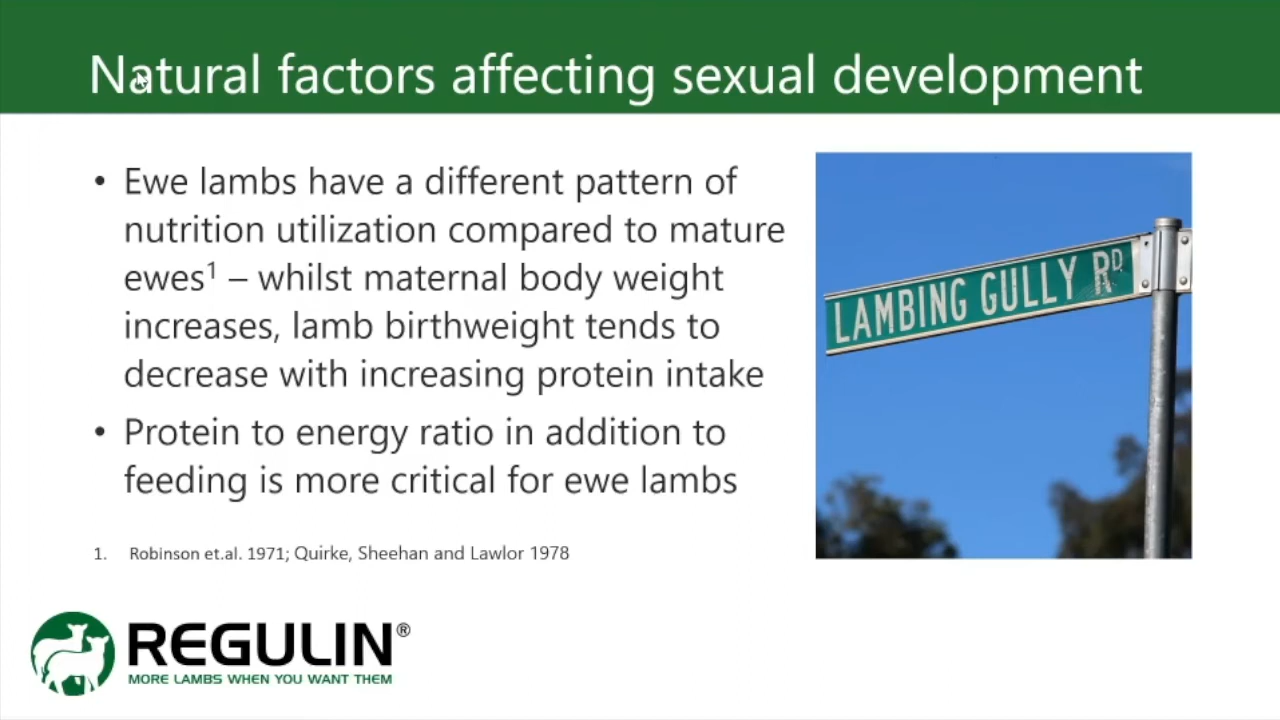 Natural factors affecting sexual development
• Ewe lambs have a different pattern of
nutrition utilization compared to mature
ewes¹ – whilst maternal body weight
increases, lamb birthweight tends to
decrease with increasing protein intake
• Protein to energy ratio in addition to
feeding is more critical for ewe lambs
LAMBING GULLY RD
1. Robinson et.al. 1971; Quirke, Sheehan and Lawlor 1978
REGULIN®
MORE LAMBS WHEN YOU WANT THEM